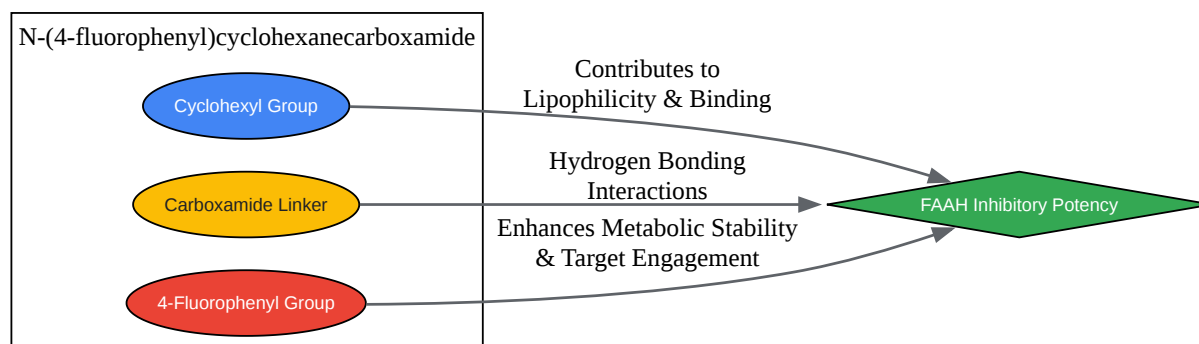 N-(4-fluorophenyl)cyclohexanecarboxamide
Cyclohexyl Group
Contributes to
Lipophilicity & Binding
Carboxamide Linker
Hydrogen Bonding
Interactions
FAAH Inhibitory Potency
4-Fluorophenyl Group
Enhances Metabolic Stability
& Target Engagement